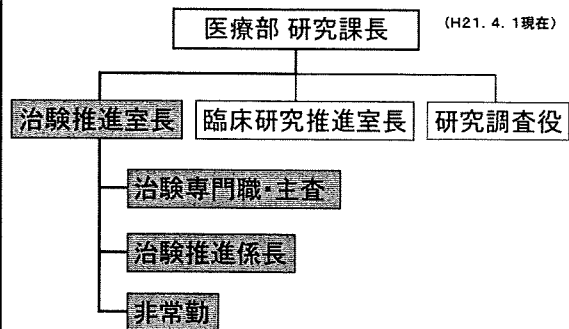 医療部 研究課長
（H21. 4. 1現在）
治験推進室長
臨床研究推進室長
研究調査役
治験専門職・主査
治験推進係長
非常勤